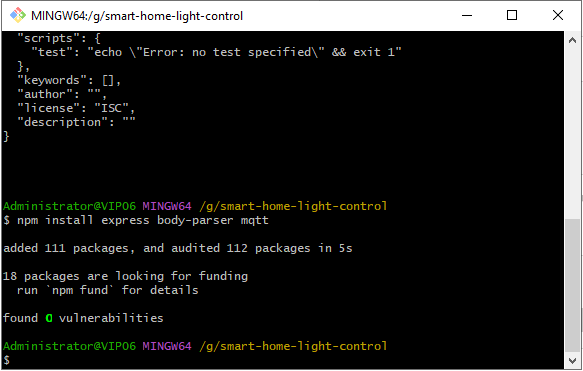 MINGW64:/g/smart-home-light-control
"scripts": {
"test": "echo \"Error: no test specified\" && exit 1"
},
"keywords": [],
"author": "",
"license": "ISC",
"description": ""
}
Administrator@VIPO6 MINGW64 /g/smart-home-light-control
$ npm install express body-parser mqtt
added 111 packages, and audited 112 packages in 5s
18 packages are looking for funding
run `npm fund` for details
found 0 vulnerabilities
Administrator@VIPO6 MINGW64 /g/smart-home-light-control
$